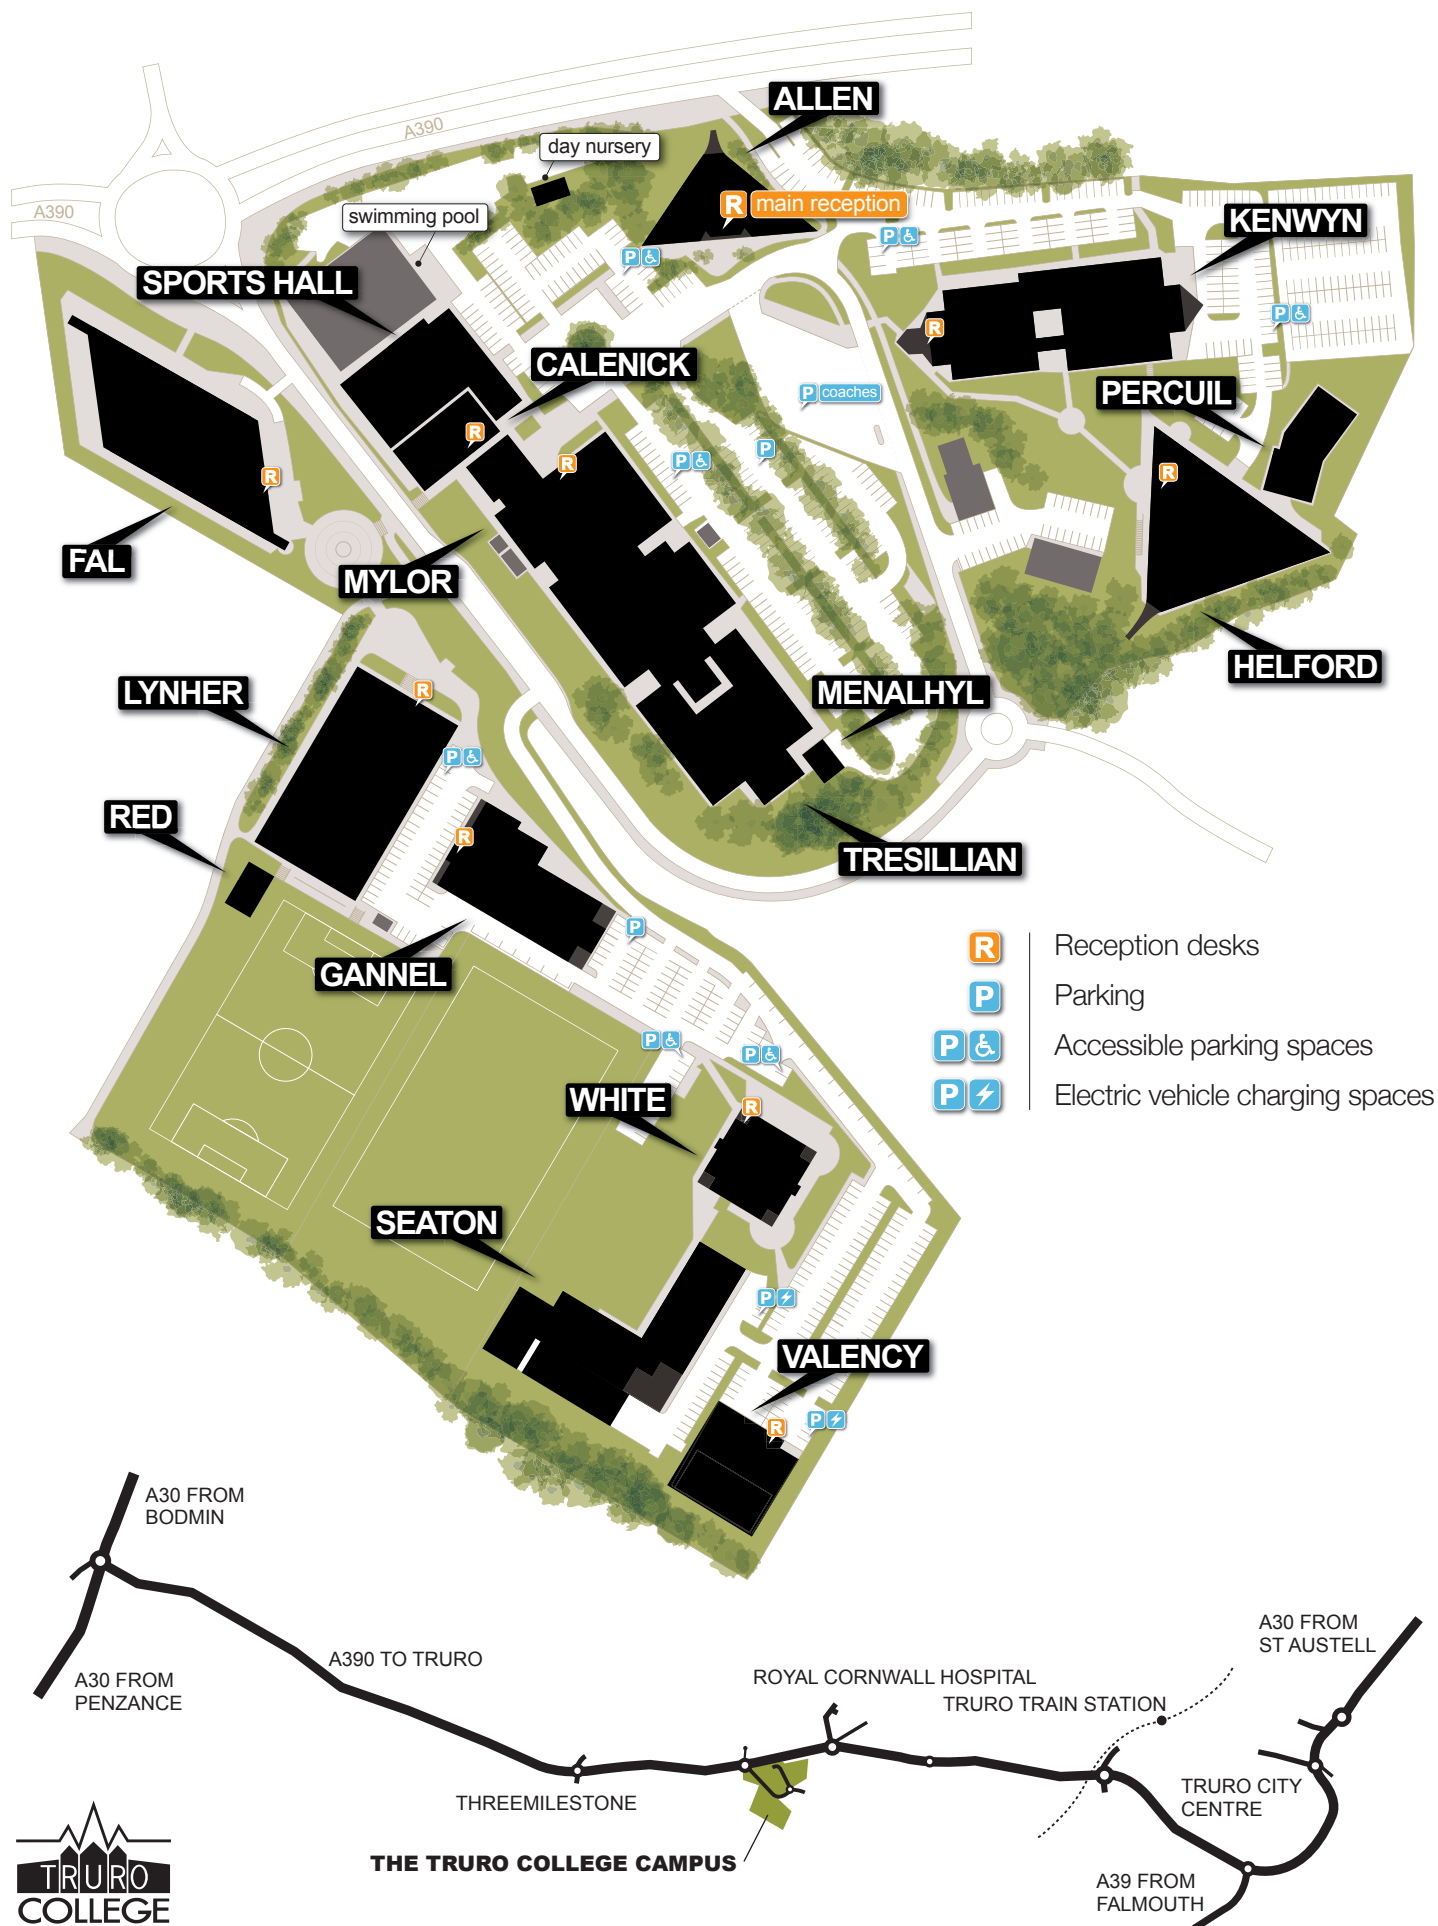 ALLEN
A390
day nursery
R main reception
A390
swimming pool
KENWYN
P
P
SPORTS HALL
P
R
CALENICK
PERCUIL
P coaches
R
P
P
R
R
R
FAL
MYLOR
HELFORD
LYNHER
R
MENALHYL
P
RED
R
TRESILLIAN
P
R Reception desks
GANNEL
P Parking
P
P
P Accessible parking spaces
WHITE
R
P Electric vehicle charging spaces
SEATON
P
VALENCY
P
R
A30 FROM
BODMIN
A30 FROM
ST AUSTELL
A390 TO TRURO
A30 FROM
PENZANCE
ROYAL CORNWALL HOSPITAL
TRURO TRAIN STATION
THREEMILESTONE
TRURO CITY
CENTRE
THE TRURO COLLEGE CAMPUS
A39 FROM
FALMOUTH
TRURO
COLLEGE